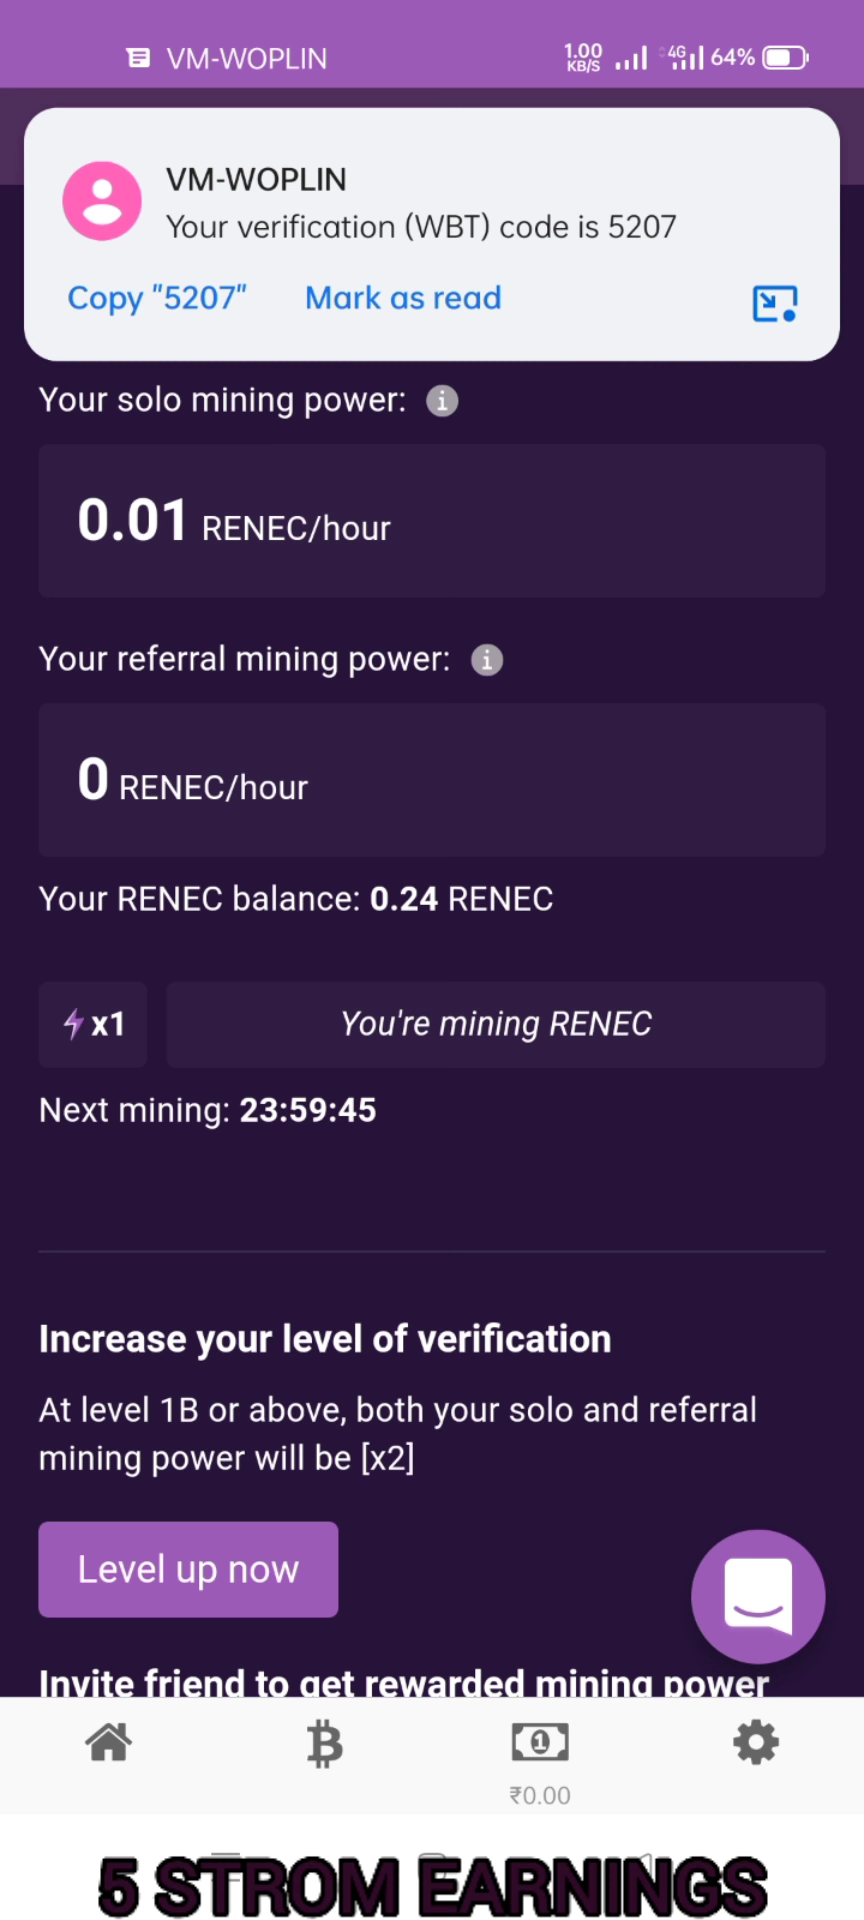 VM-WOPLIN
1.00 KB/S 4G 64%
VM-WOPLIN
Your verification (WBT) code is 5207
Copy "5207" Mark as read
Your solo mining power:
0.01 RENEC/hour
Your referral mining power:
0 RENEC/hour
Your RENEC balance: 0.24 RENEC
x1 You're mining RENEC
Next mining: 23:59:45
Increase your level of verification
At level 1B or above, both your solo and referral
mining power will be [x2]
Level up now
Invite friend to get rewarded mining power
₹0.00
5 STROM EARNINGS